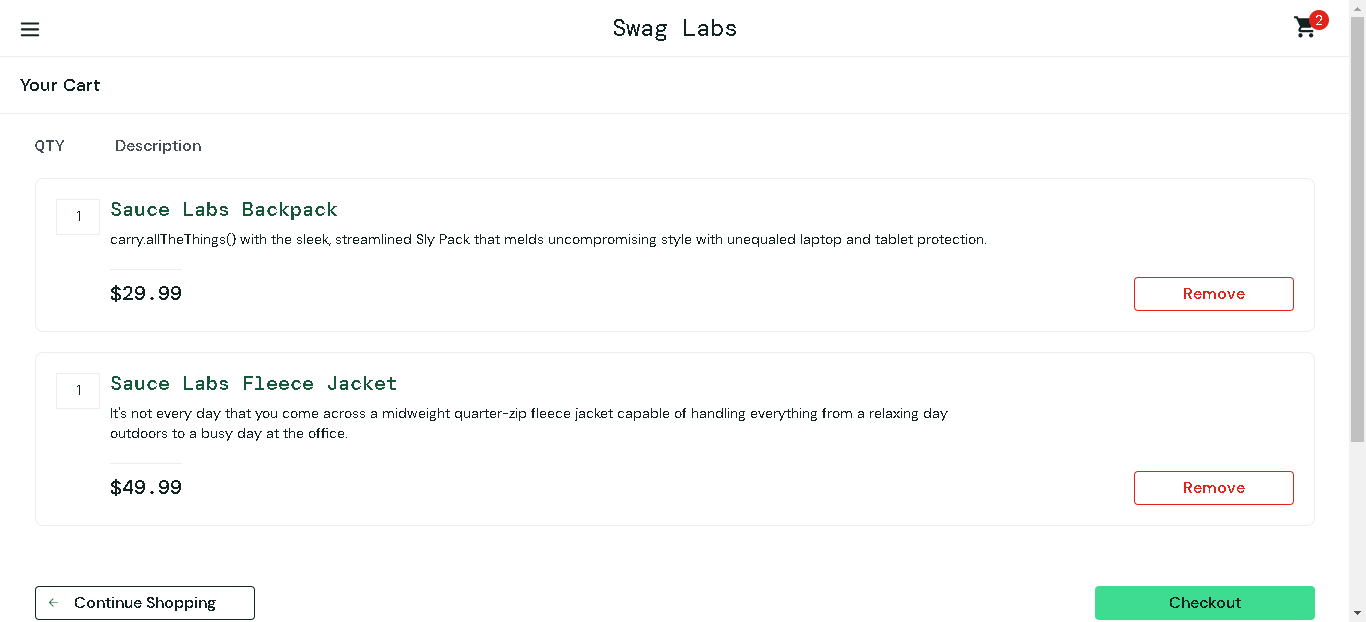 Swag Labs
2
Your Cart
QTY Description
1
Sauce Labs Backpack
carry.allTheThings() with the sleek, streamlined Sly Pack that melds uncompromising style with unequaled laptop and tablet protection.
$29.99
Remove
1
Sauce Labs Fleece Jacket
It's not every day that you come across a midweight quarter-zip fleece jacket capable of handling everything from a relaxing day
outdoors to a busy day at the office.
$49.99
Remove
Continue Shopping
Checkout